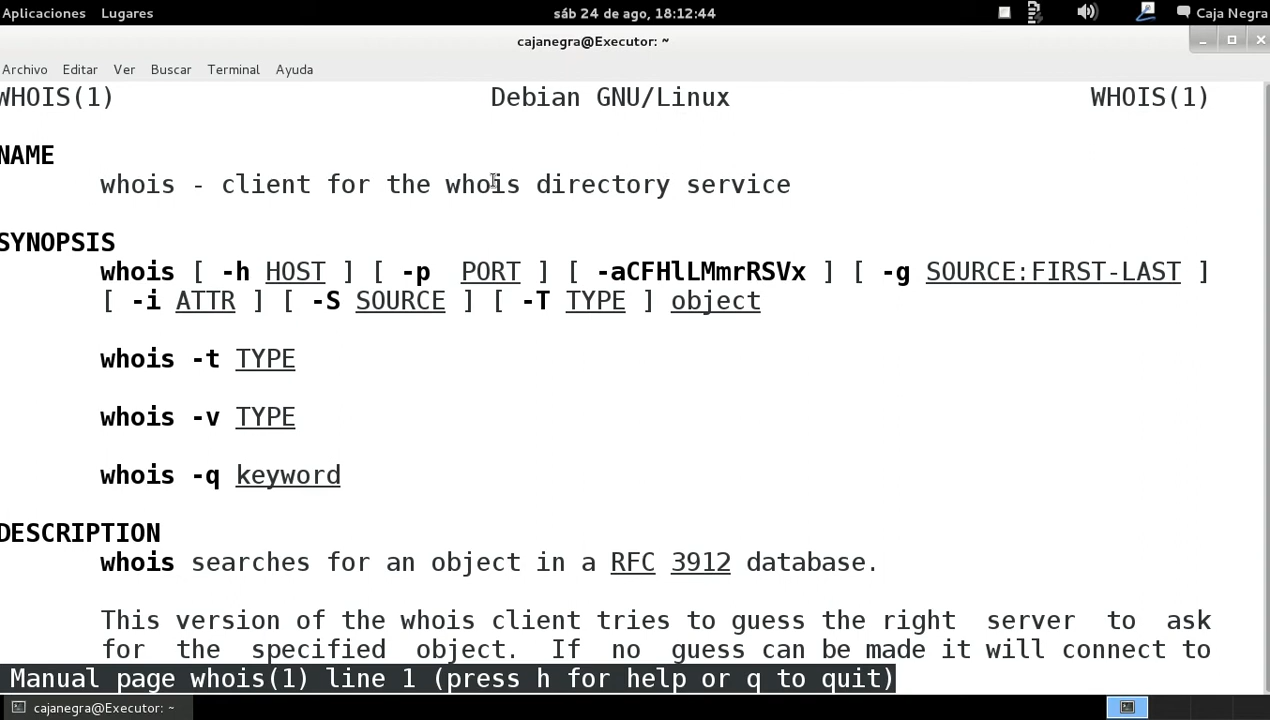 Aplicaciones Lugares sáb 24 de ago, 18:12:44 Caja Negra
cajanegra@Executor: ~
Archivo Editar Ver Buscar Terminal Ayuda
WHOIS(1) Debian GNU/Linux WHOIS(1)
NAME
whois - client for the whois directory service
SYNOPSIS
whois [ -h HOST ] [ -p PORT ] [ -aCFHlLMmrRSVx ] [ -g SOURCE:FIRST-LAST ]
[ -i ATTR ] [ -S SOURCE ] [ -T TYPE ] object
whois -t TYPE
whois -v TYPE
whois -q keyword
DESCRIPTION
whois searches for an object in a RFC 3912 database.
This version of the whois client tries to guess the right server to ask
for the specified object. If no guess can be made it will connect to
Manual page whois(1) line 1 (press h for help or q to quit)
cajanegra@Executor: ~